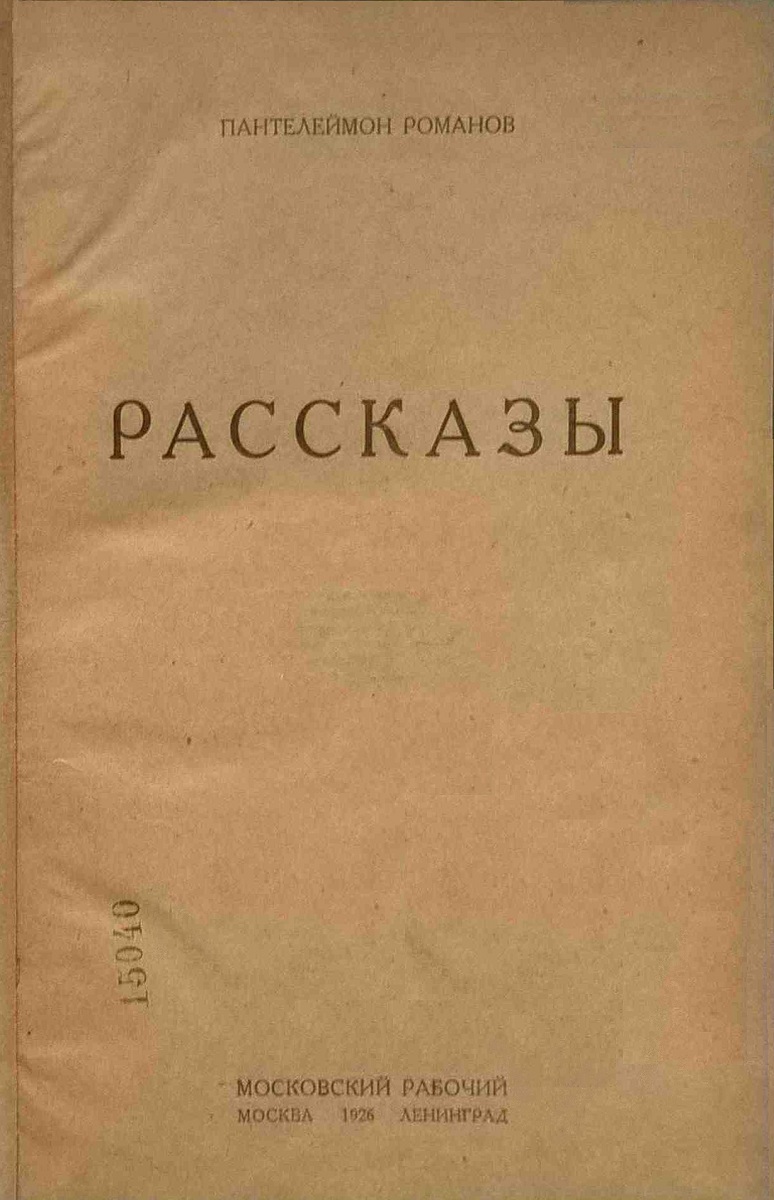 ПАНТЕЛЕЙМОН РОМАНОВ
РАССКАЗЫ
15040
МОСКОВСКИЙ РАБОЧИЙ
МОСКВА 1926 ЛЕНИНГРАД